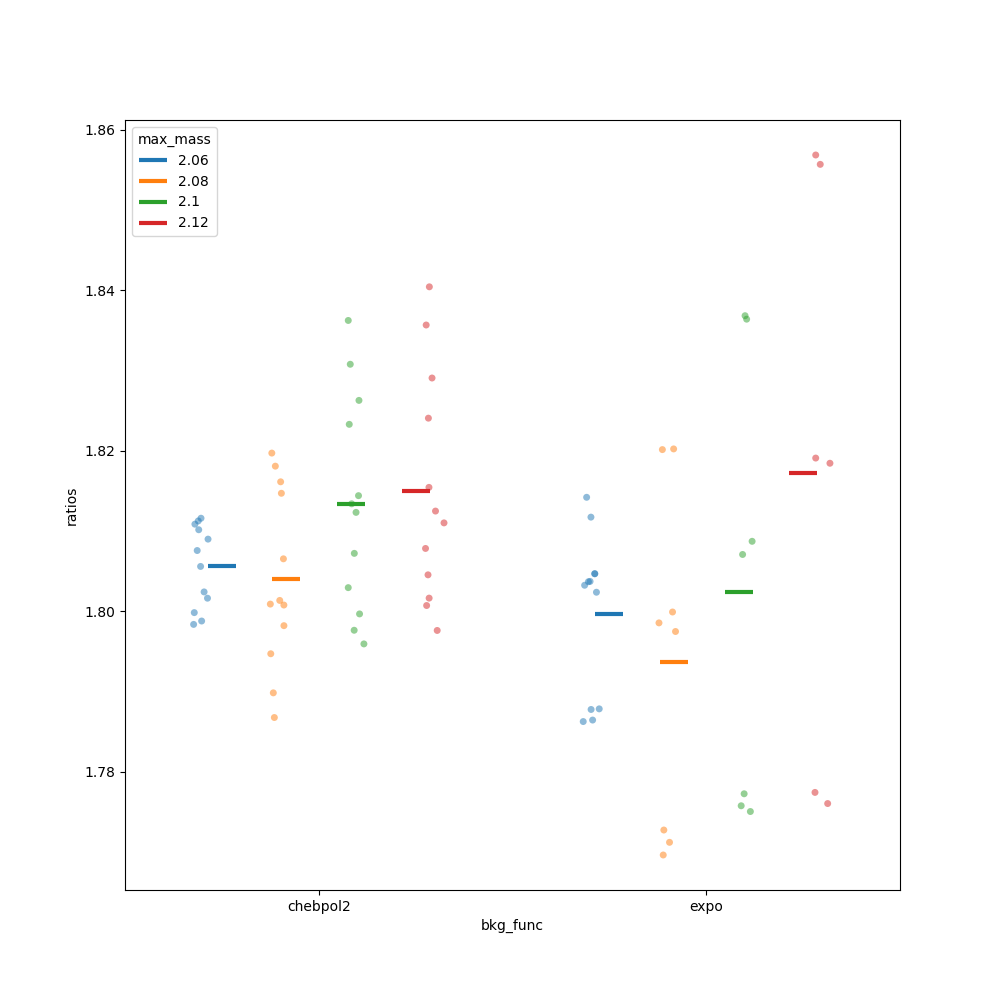 max_mass
2.06
2.08
2.1
2.12
1.86
1.84
1.82
1.80
1.78
ratios
chebpol2
expo
bkg_func